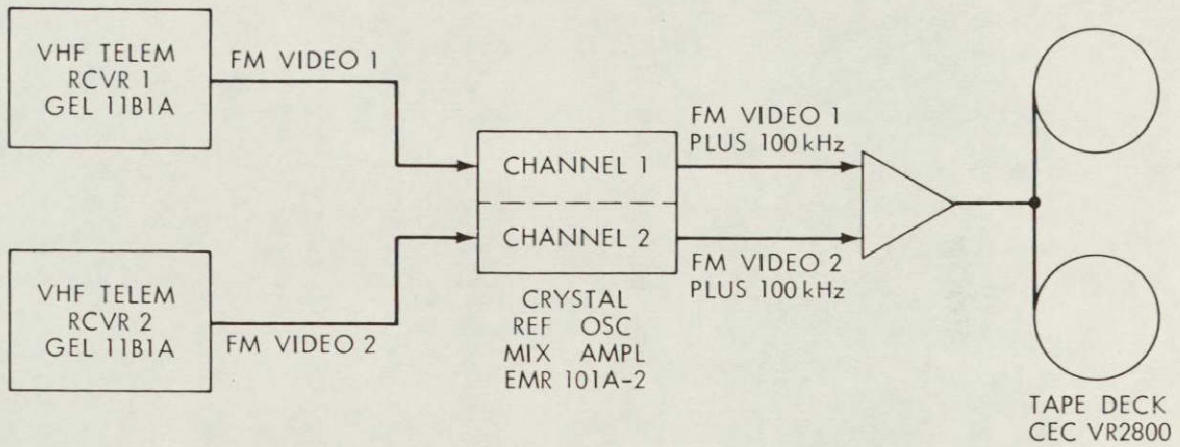 VHF TELEM
RCVR 1
GEL 11B1A
FM VIDEO 1
VHF TELEM
RCVR 2
GEL 11B1A
FM VIDEO 2
CHANNEL 1
CHANNEL 2
CRYSTAL
REF OSC
MIX AMPL
EMR 101A-2
FM VIDEO 1
PLUS 100 kHz
FM VIDEO 2
PLUS 100 kHz
TAPE DECK
CEC VR2800